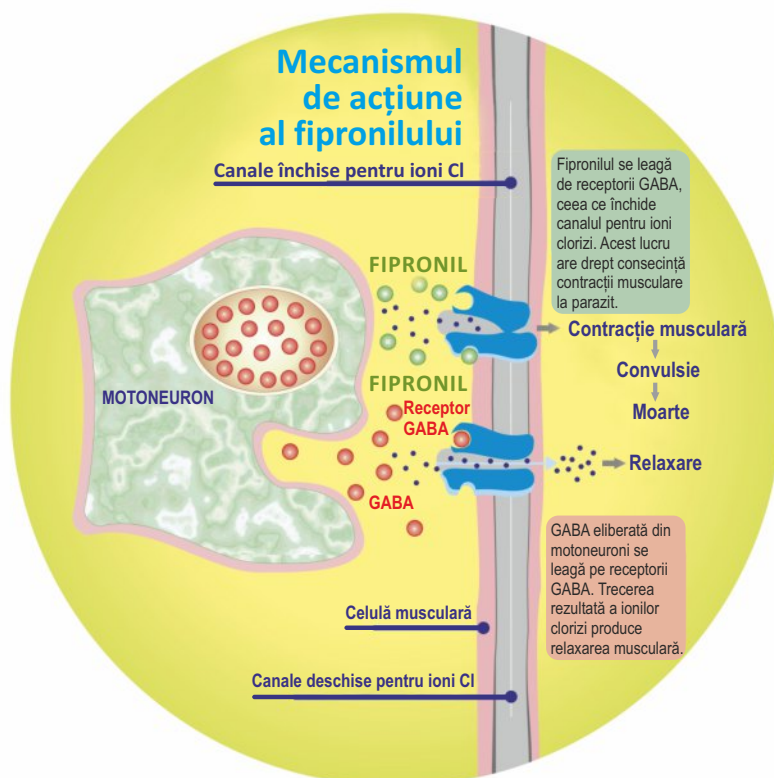 Mecanismul
de acțiune
al fipronilului
Canale închise pentru ioni Cl
Fipronilul se leagă
de receptorii GABA,
ceea ce închide
canalul pentru ioni
clorizi. Acest lucru
are drept consecință
contracții musculare
la parazit.
FIPRONIL
Contracție musculară
Convulsie
Moarte
FIPRONIL
MOTONEURON
Receptor
GABA
Relaxare
GABA
GABA eliberată din
motoneuroni se
leagă pe receptorii
GABA. Trecerea
rezultată a ionilor
clorizi produce
relaxarea musculară.
Celulă musculară
Canale deschise pentru ioni Cl